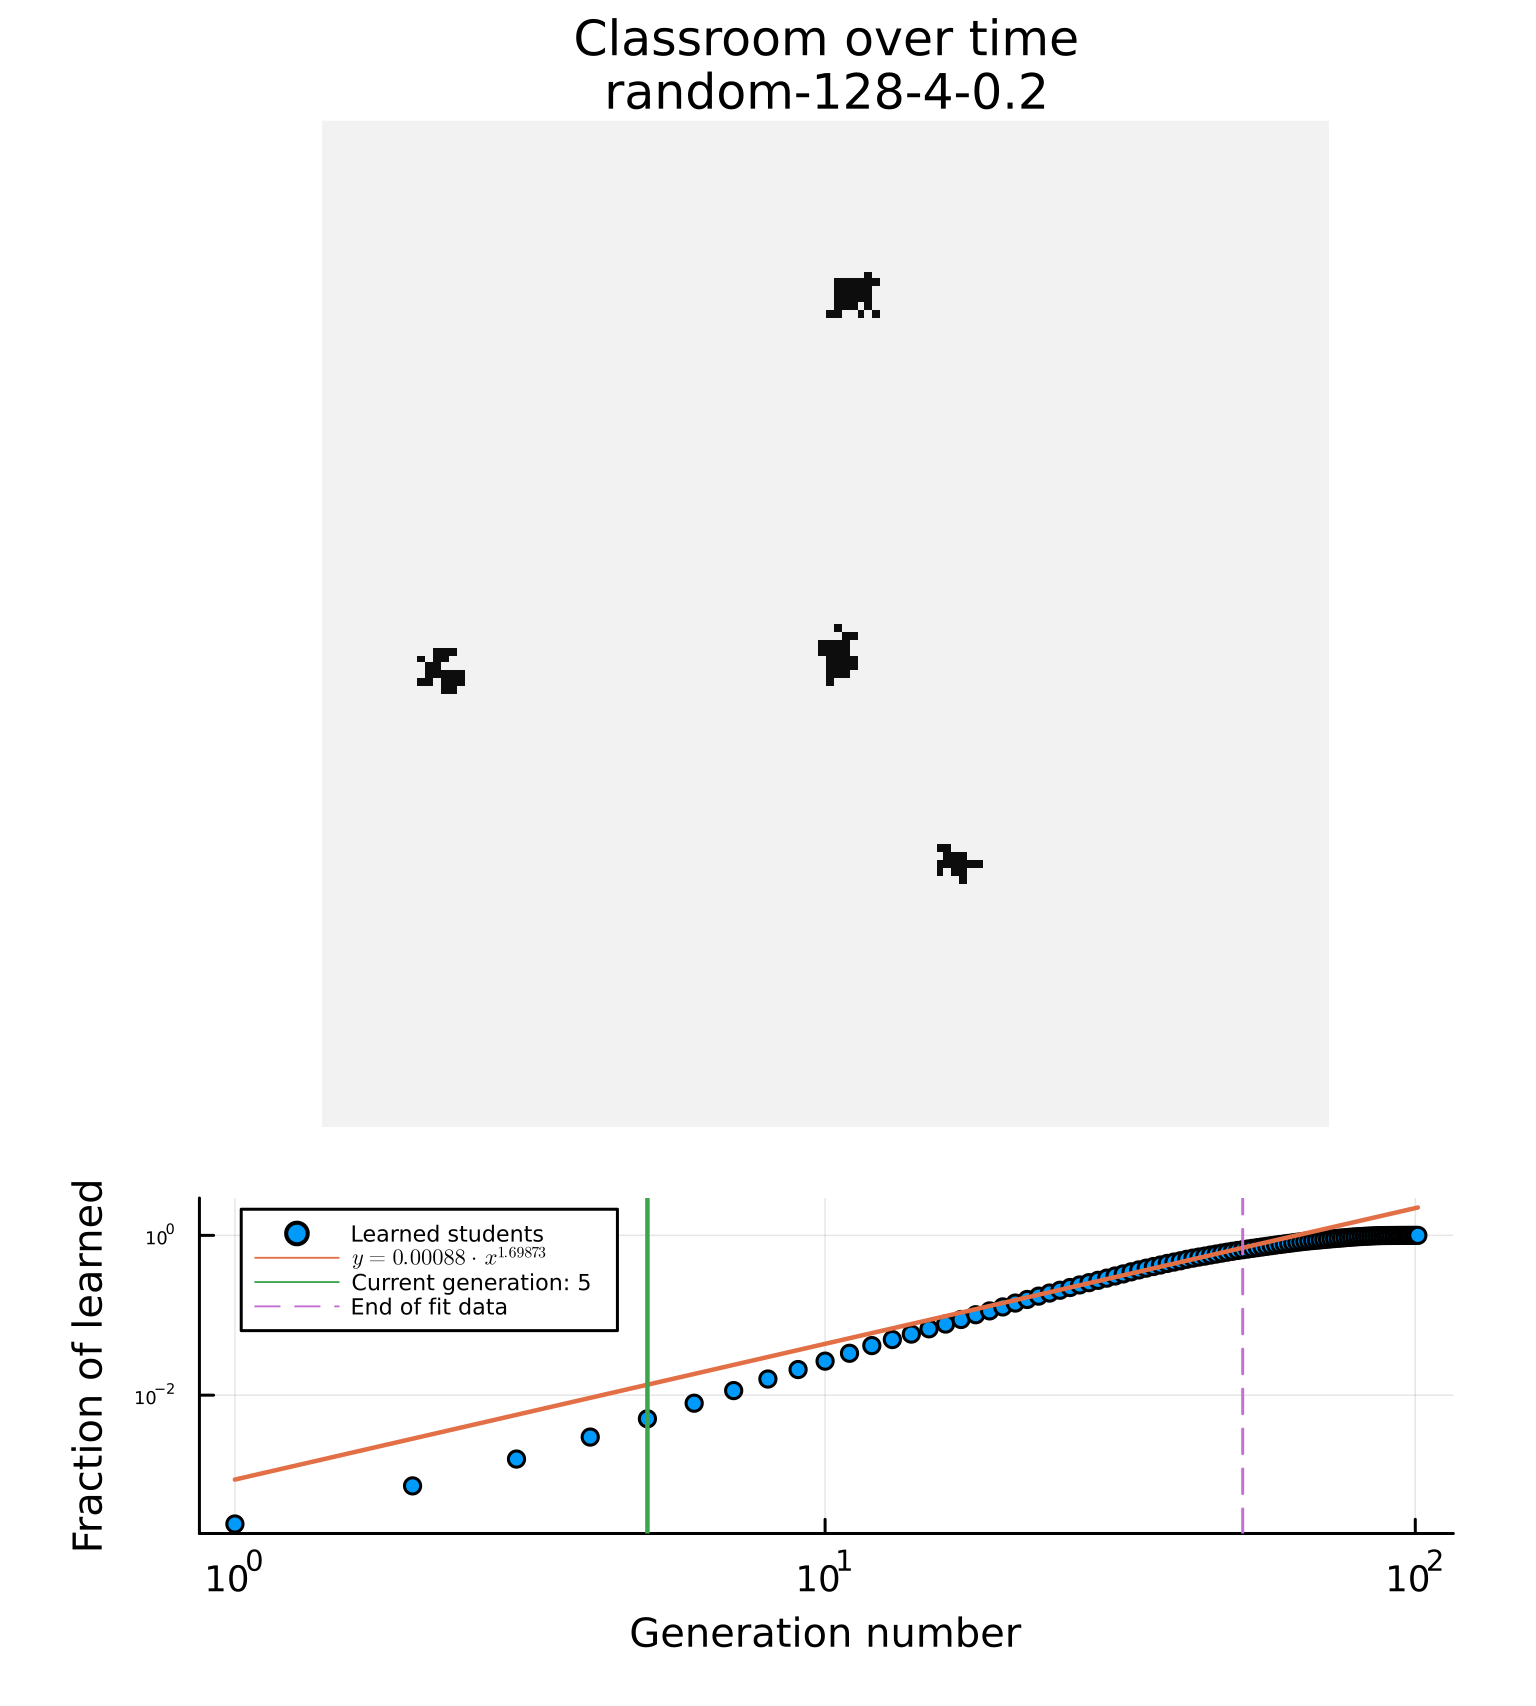 Classroom over time
random-128-4-0.2
Fraction of learned
10⁰
10⁻²
Learned students
y = 0.00088 · x^1.69873
Current generation: 5
End of fit data
10⁰ 10¹ 10²
Generation number